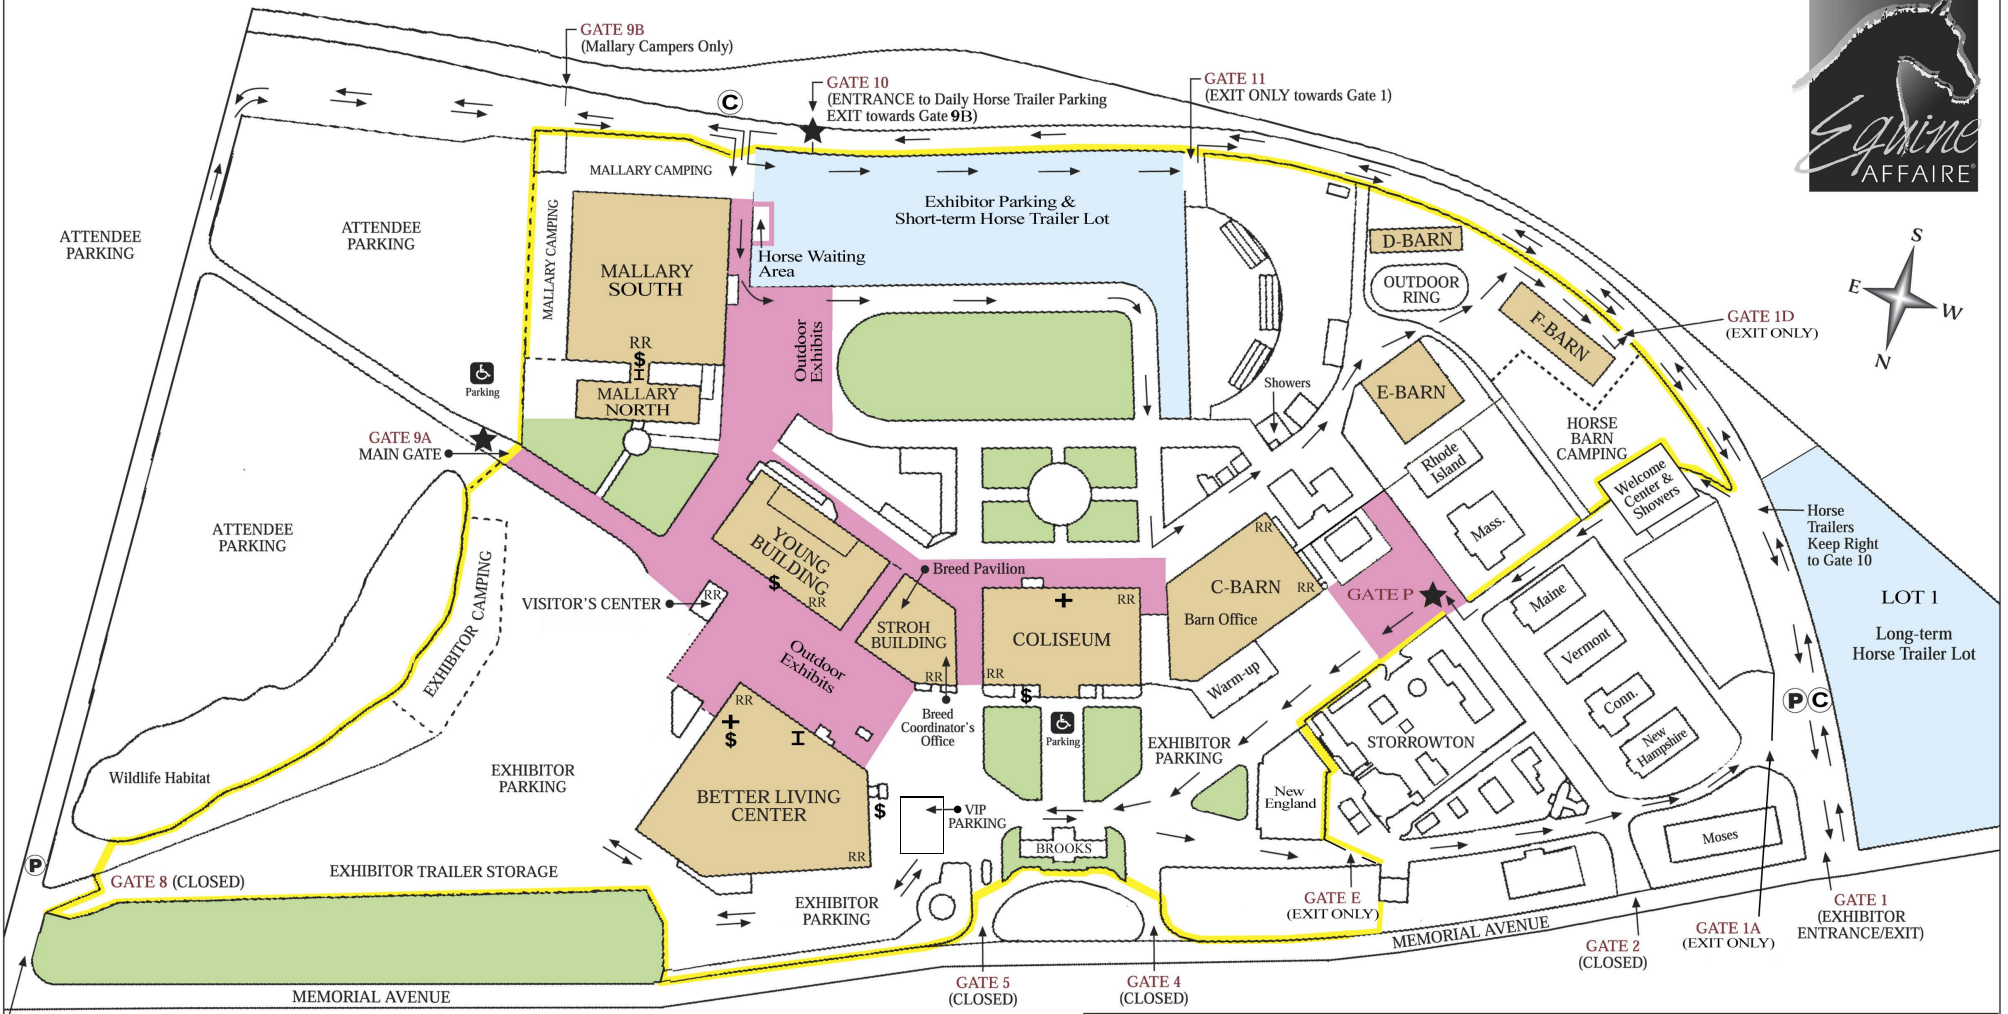 GATE 9B
(Mallary Campers Only)
C
GATE 10
(ENTRANCE to Daily Horse Trailer Parking
EXIT towards Gate 9B)
GATE 11
(EXIT ONLY towards Gate 1)
Equine
AFFAIRE®
MALLARY CAMPING
MALLARY CAMPING
ATTENDEE
PARKING
ATTENDEE
PARKING
Exhibitor Parking &
Short-term Horse Trailer Lot
Horse Waiting
Area
MALLARY
SOUTH
RR
$
I
MALLARY
NORTH
Outdoor
Exhibits
D-BARN
OUTDOOR
RING
F-BARN
GATE 1D
(EXIT ONLY)
S
E
W
N
Parking
GATE 9A
MAIN GATE
Showers
E-BARN
HORSE
BARN
CAMPING
Rhode
Island
Mass.
Welcome
Center &
Showers
Horse
Trailers
Keep Right
to Gate 10
ATTENDEE
PARKING
EXHIBITOR CAMPING
YOUNG
BUILDING
$
RR
VISITOR'S CENTER
RR
Breed Pavilion
STROH
BUILDING
RR
Breed
Coordinator's
Office
COLISEUM
RR
RR
$
Parking
RR
C-BARN
RR
Barn Office
Warm-up
GATE P
Maine
Vermont
Conn.
New
Hampshire
LOT 1
Long-term
Horse Trailer Lot
P C
Outdoor
Exhibits
RR
$
I
BETTER LIVING
CENTER
RR
$
EXHIBITOR
PARKING
EXHIBITOR
PARKING
STORROWTON
New
England
VIP
PARKING
BROOKS
Moses
Wildlife Habitat
P
GATE 8 (CLOSED)
EXHIBITOR TRAILER STORAGE
EXHIBITOR
PARKING
GATE E
(EXIT ONLY)
GATE 1
(EXHIBITOR
ENTRANCE/EXIT)
GATE 1A
(EXIT ONLY)
GATE 2
(CLOSED)
MEMORIAL AVENUE
GATE 5
(CLOSED)
GATE 4
(CLOSED)
MEMORIAL AVENUE